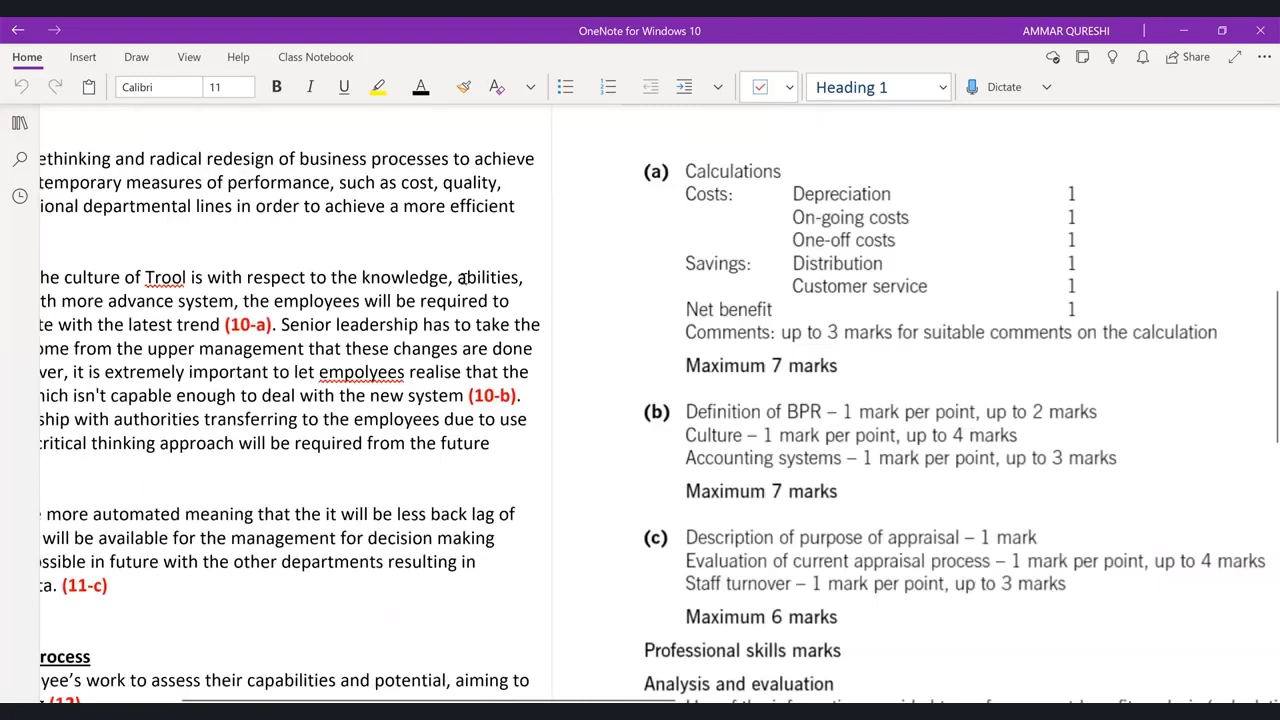 OneNote for Windows 10
AMMAR QURESHI
Home Insert Draw View Help Class Notebook
Share
Calibri 11 B I U A Heading 1 Dictate
ethinking and radical redesign of business processes to achieve
temporary measures of performance, such as cost, quality,
ional departmental lines in order to achieve a more efficient
he culture of Trool is with respect to the knowledge, abilities,
th more advance system, the employees will be required to
te with the latest trend (10-a). Senior leadership has to take the
ome from the upper management that these changes are done
ver, it is extremely important to let empolyees realise that the
hich isn't capable enough to deal with the new system (10-b).
ship with authorities transferring to the employees due to use
critical thinking approach will be required from the future
more automated meaning that the it will be less back lag of
will be available for the management for decision making
ossible in future with the other departments resulting in
ta. (11-c)
rocess
yee's work to assess their capabilities and potential, aiming to
(12)
(a) Calculations
Costs: Depreciation 1
On-going costs 1
One-off costs 1
Savings: Distribution 1
Customer service 1
Net benefit 1
Comments: up to 3 marks for suitable comments on the calculation
Maximum 7 marks
(b) Definition of BPR – 1 mark per point, up to 2 marks
Culture – 1 mark per point, up to 4 marks
Accounting systems – 1 mark per point, up to 3 marks
Maximum 7 marks
(c) Description of purpose of appraisal – 1 mark
Evaluation of current appraisal process – 1 mark per point, up to 4 marks
Staff turnover – 1 mark per point, up to 3 marks
Maximum 6 marks
Professional skills marks
Analysis and evaluation